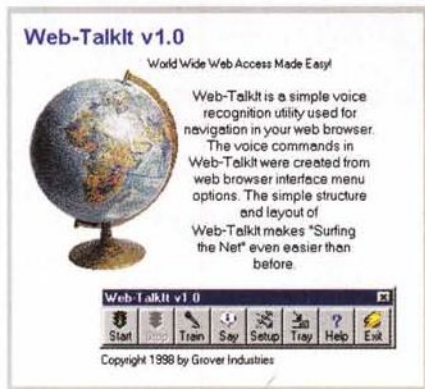 Web-TalkIt v1.0
World Wide Web Access Made Easy!
Web-TalkIt is a simple voice
recognition utility used for
navigation in your web browser.
The voice commands in
Web-TalkIt were created from
web browser interface menu
options. The simple structure
and layout of
Web-TalkIt makes "Surfing
the Net" even easier than
before.
Web-TalkIt v1.0
Start Stop Train Say Setup Tray Help Exit
Copyright 1998 by Grover Industries